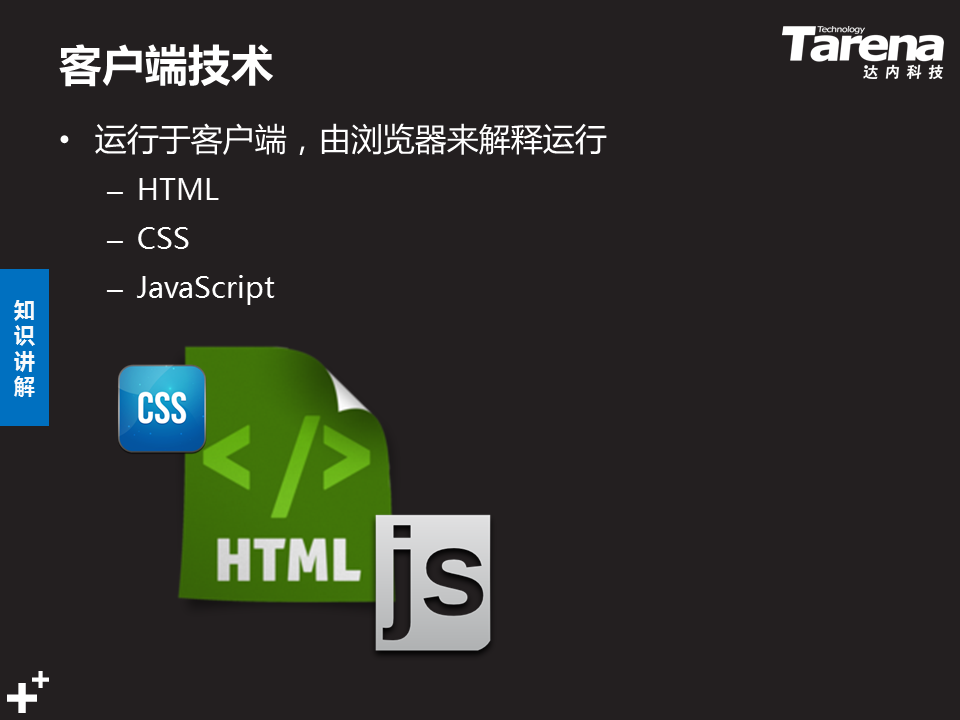 客户端技术
Technology
Tarena
达内科技
• 运行于客户端，由浏览器来解释运行
– HTML
– CSS
– JavaScript
知识讲解
CSS
</>
HTML
js